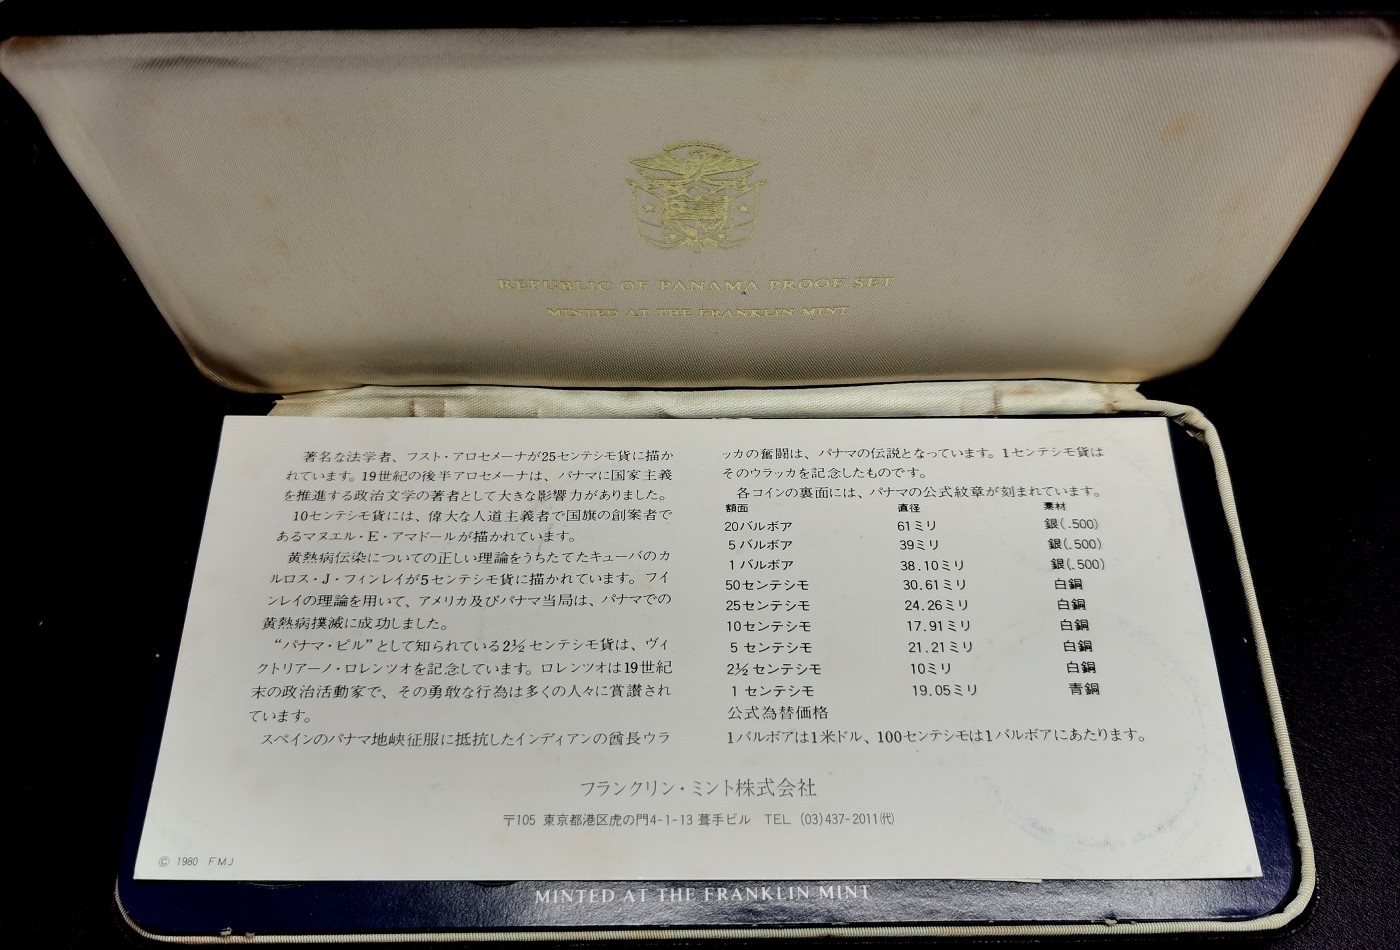 REPUBLIC OF PANAMA PROOF SET
MINTED AT THE FRANKLIN MINT
著名な法学者、フスト・アロセメーナが25センテシモ貨に描か
れています。19世紀の後半アロセメーナは、パナマに国家主義
を推進する政治文学の著者として大きな影響力がありました。
10センテシモ貨には、偉大な人道主義者で国旗の創案者で
あるマヌエル・E・アマドールが描かれています。
黄熱病伝染についての正しい理論をうちたてたキューバのカ
ルロス・J・フィンレイが5センテシモ貨に描かれています。フイ
ンレイの理論を用いて、アメリカ及びパナマ当局は、パナマでの
黄熱病撲滅に成功しました。
“パナマ・ピル”として知られている2½センテシモ貨は、ヴィ
クトリアーノ・ロレンツオを記念しています。ロレンツオは19世紀
末の政治活動家で、その勇敢な行為は多くの人々に賞讃され
ています。
スペインのパナマ地峡征服に抵抗したインディアンの酋長ウラ
ッカの奮闘は、パナマの伝説となっています。1センテシモ貨は
そのウラッカを記念したものです。
各コインの裏面には、パナマの公式紋章が刻まれています。
額面 直径 素材
20バルボア 61ミリ 銀(.500)
5バルボア 39ミリ 銀(.500)
1バルボア 38.10ミリ 銀(.500)
50センテシモ 30.61ミリ 白銅
25センテシモ 24.26ミリ 白銅
10センテシモ 17.91ミリ 白銅
5 センテシモ 21.21ミリ 白銅
2½センテシモ 10ミリ 白銅
1 センテシモ 19.05ミリ 青銅
公式為替価格
1バルボアは1米ドル、100センテシモは1バルボアにあたります。
フランクリン・ミント株式会社
〒105 東京都港区虎の門4-1-13 葺手ビル TEL (03)437-2011㈹
© 1980 FMJ
MINTED AT THE FRANKLIN MINT